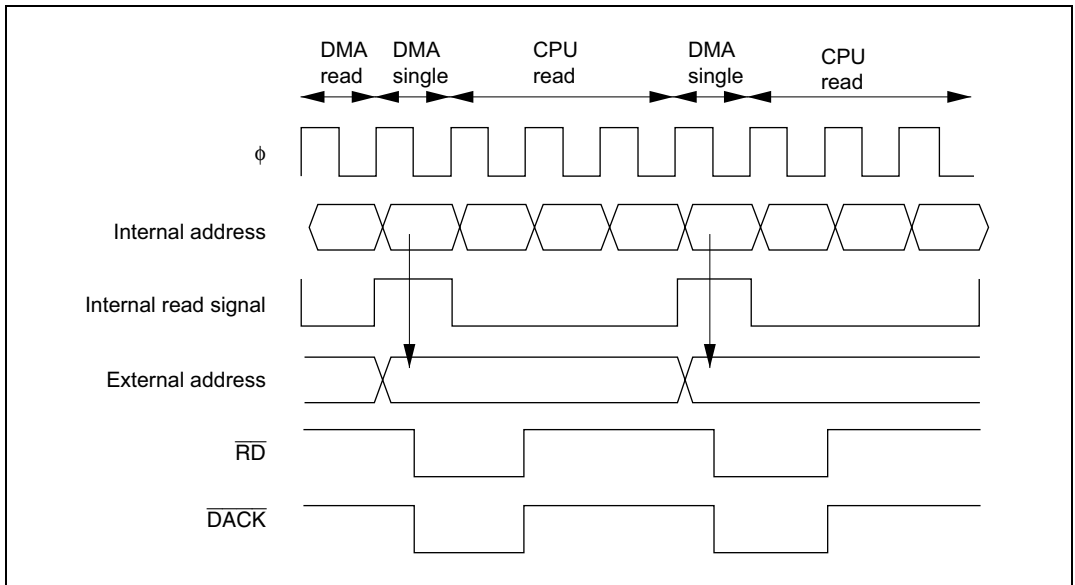 DMA read
DMA single
CPU read
DMA single
CPU read
ϕ
Internal address
Internal read signal
External address
RD
DACK